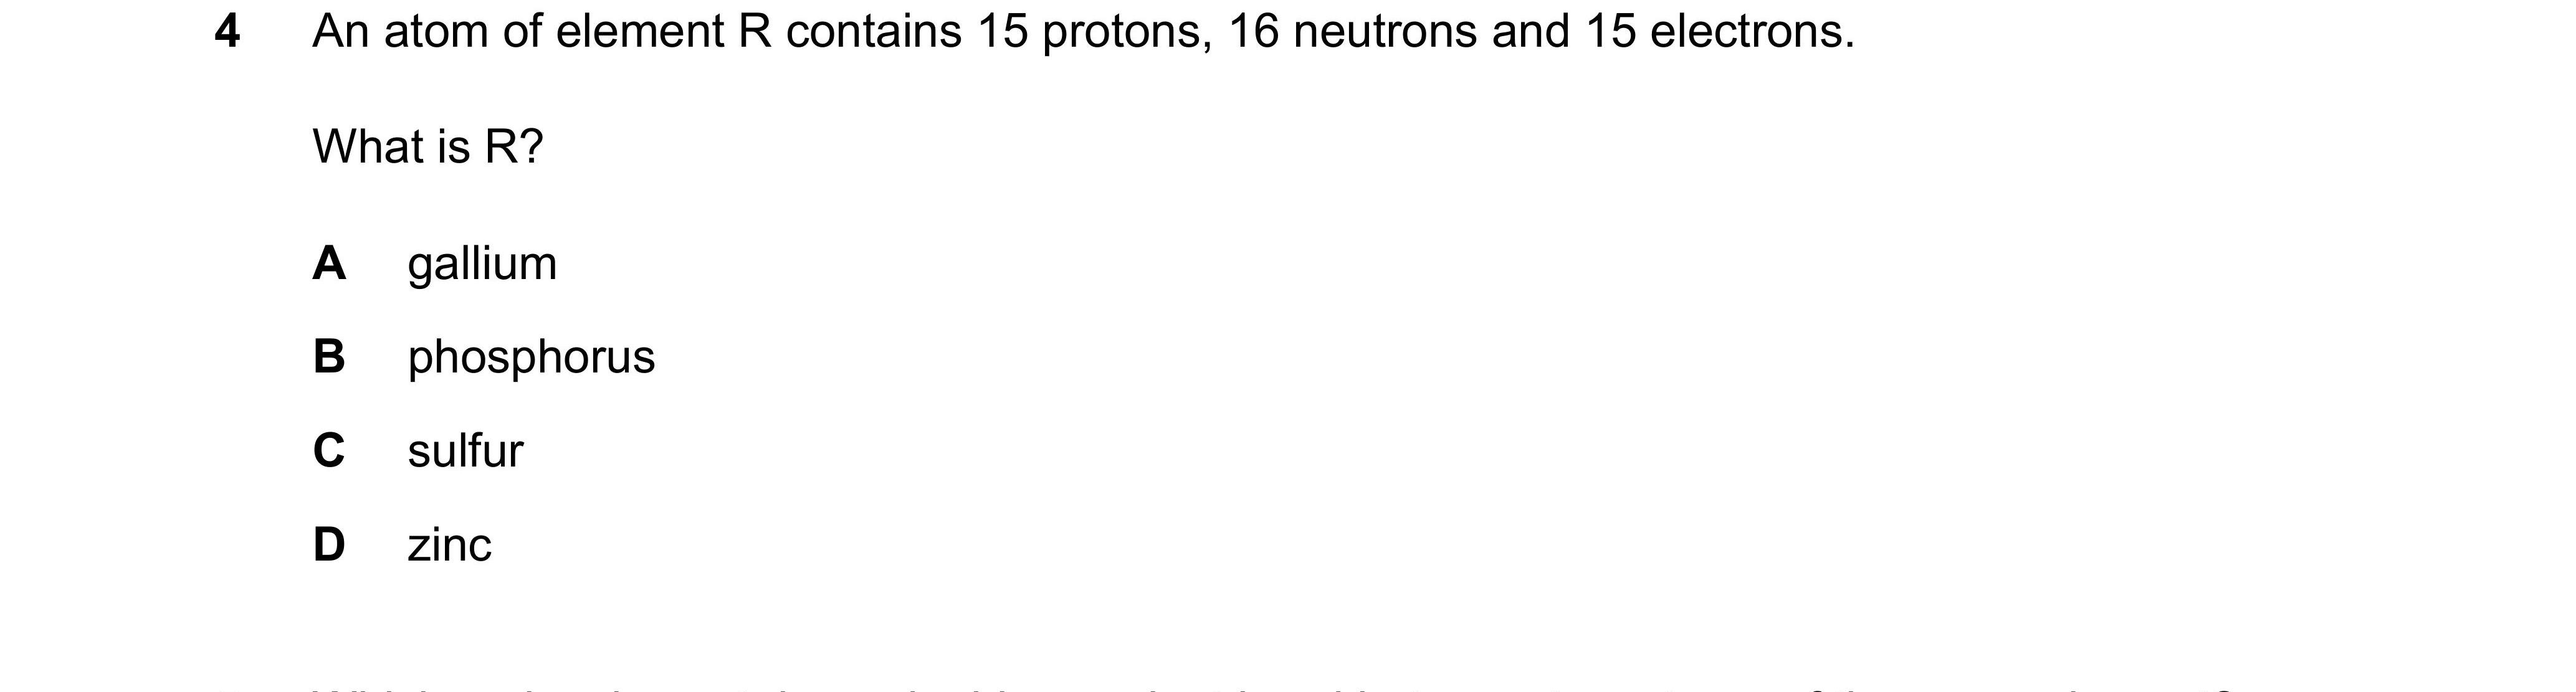 4 An atom of element R contains 15 protons, 16 neutrons and 15 electrons.
What is R?
A gallium
B phosphorus
C sulfur
D zinc